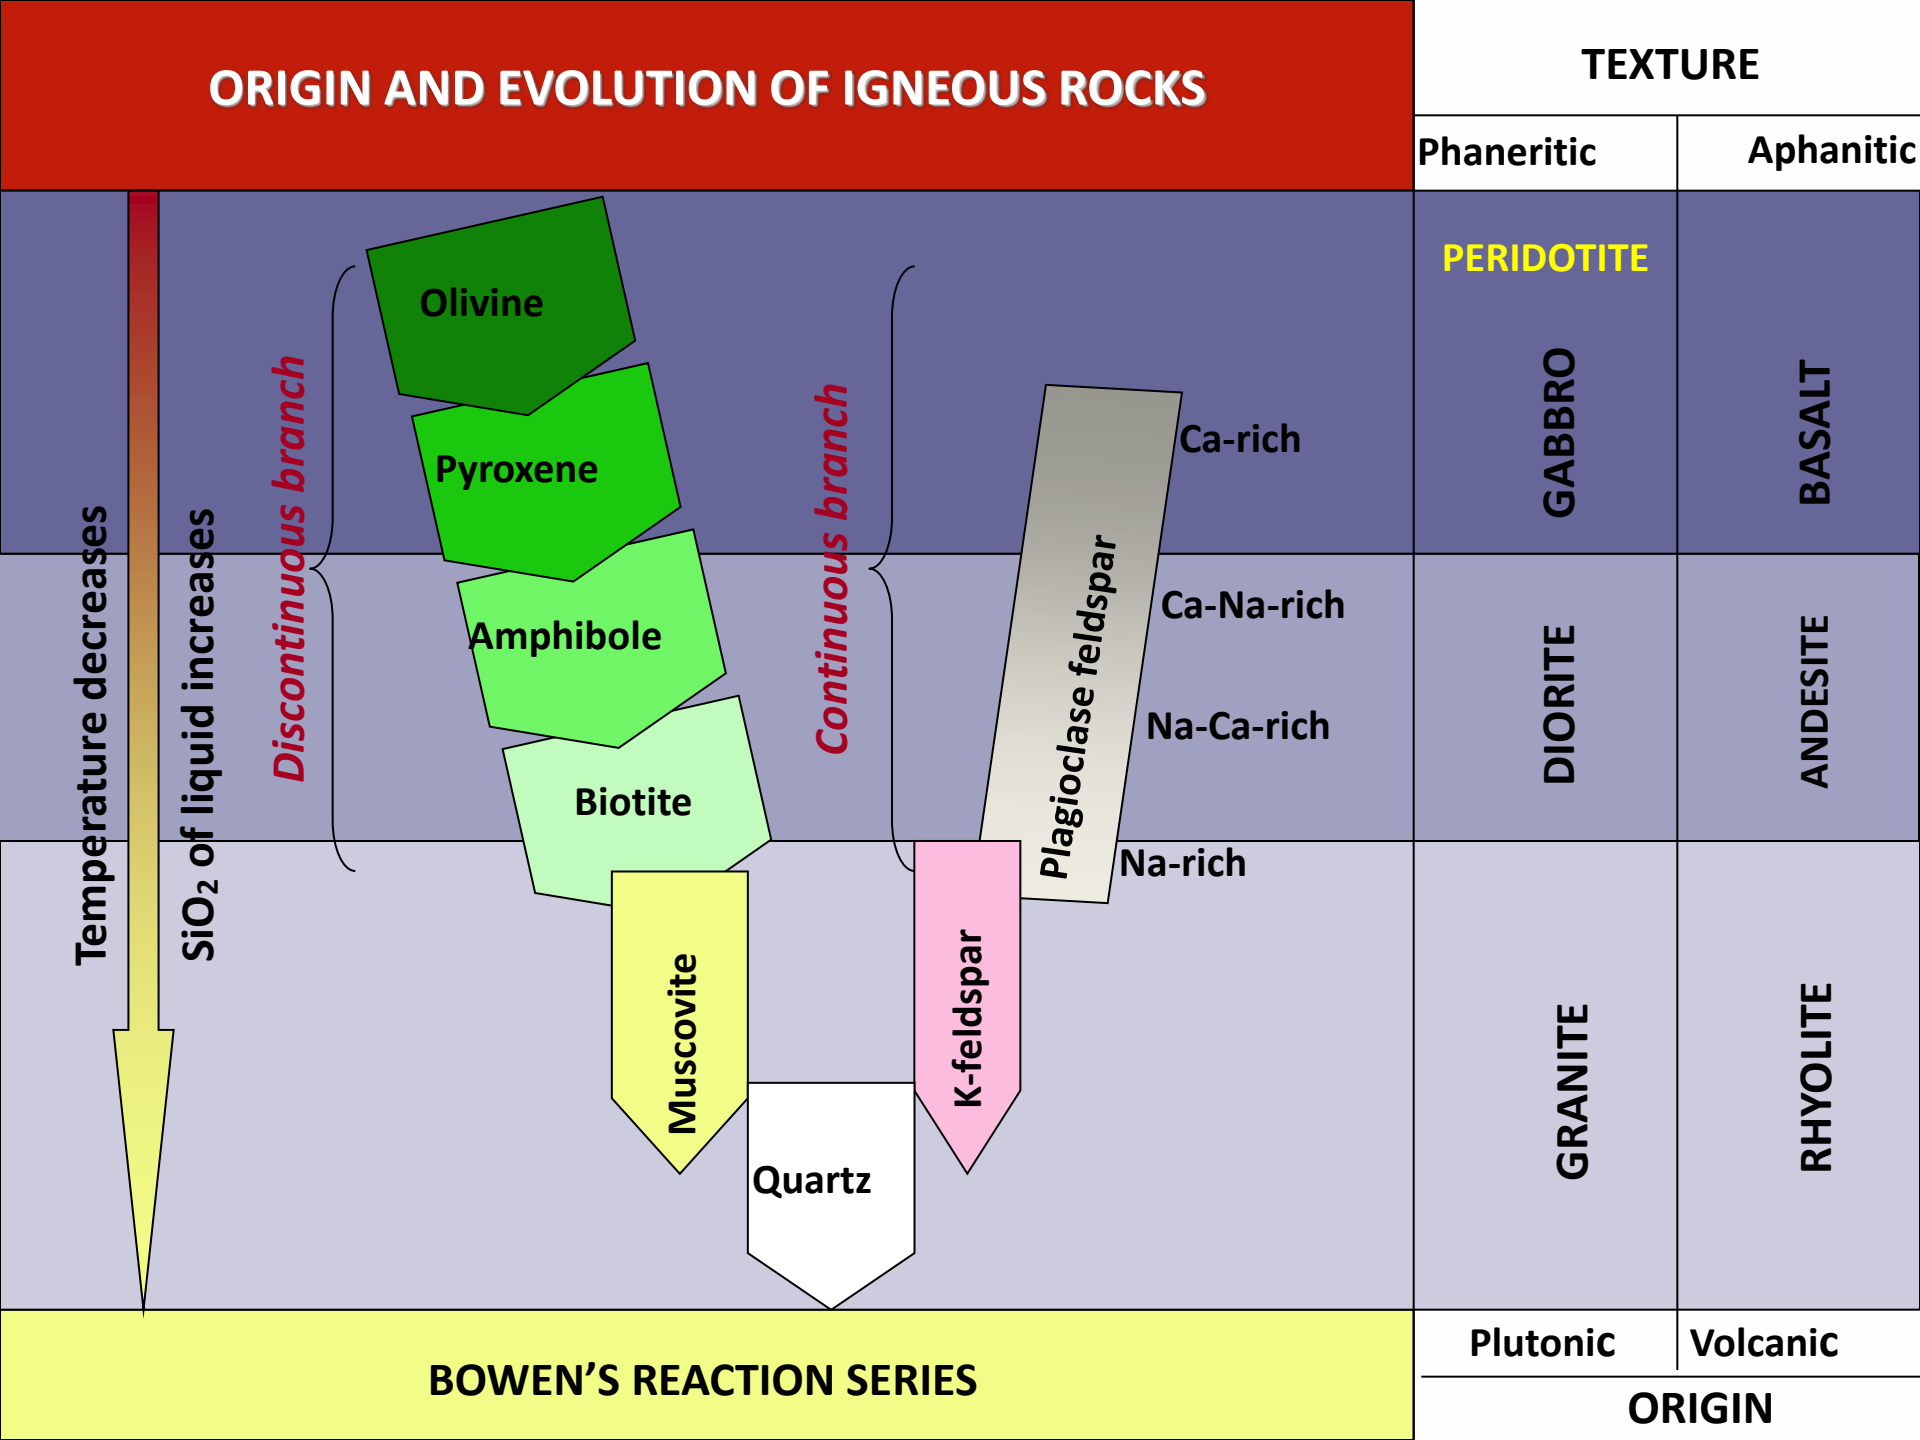 ORIGIN AND EVOLUTION OF IGNEOUS ROCKS
TEXTURE
Phaneritic
Aphanitic
Temperature decreases
SiO₂ of liquid increases
Discontinuous branch
Olivine
Pyroxene
Amphibole
Biotite
Continuous branch
Plagioclase feldspar
Ca-rich
Ca-Na-rich
Na-Ca-rich
Na-rich
Muscovite
K-feldspar
Quartz
PERIDOTITE
GABBRO
BASALT
DIORITE
ANDESITE
GRANITE
RHYOLITE
Plutonic
Volcanic
ORIGIN
BOWEN’S REACTION SERIES